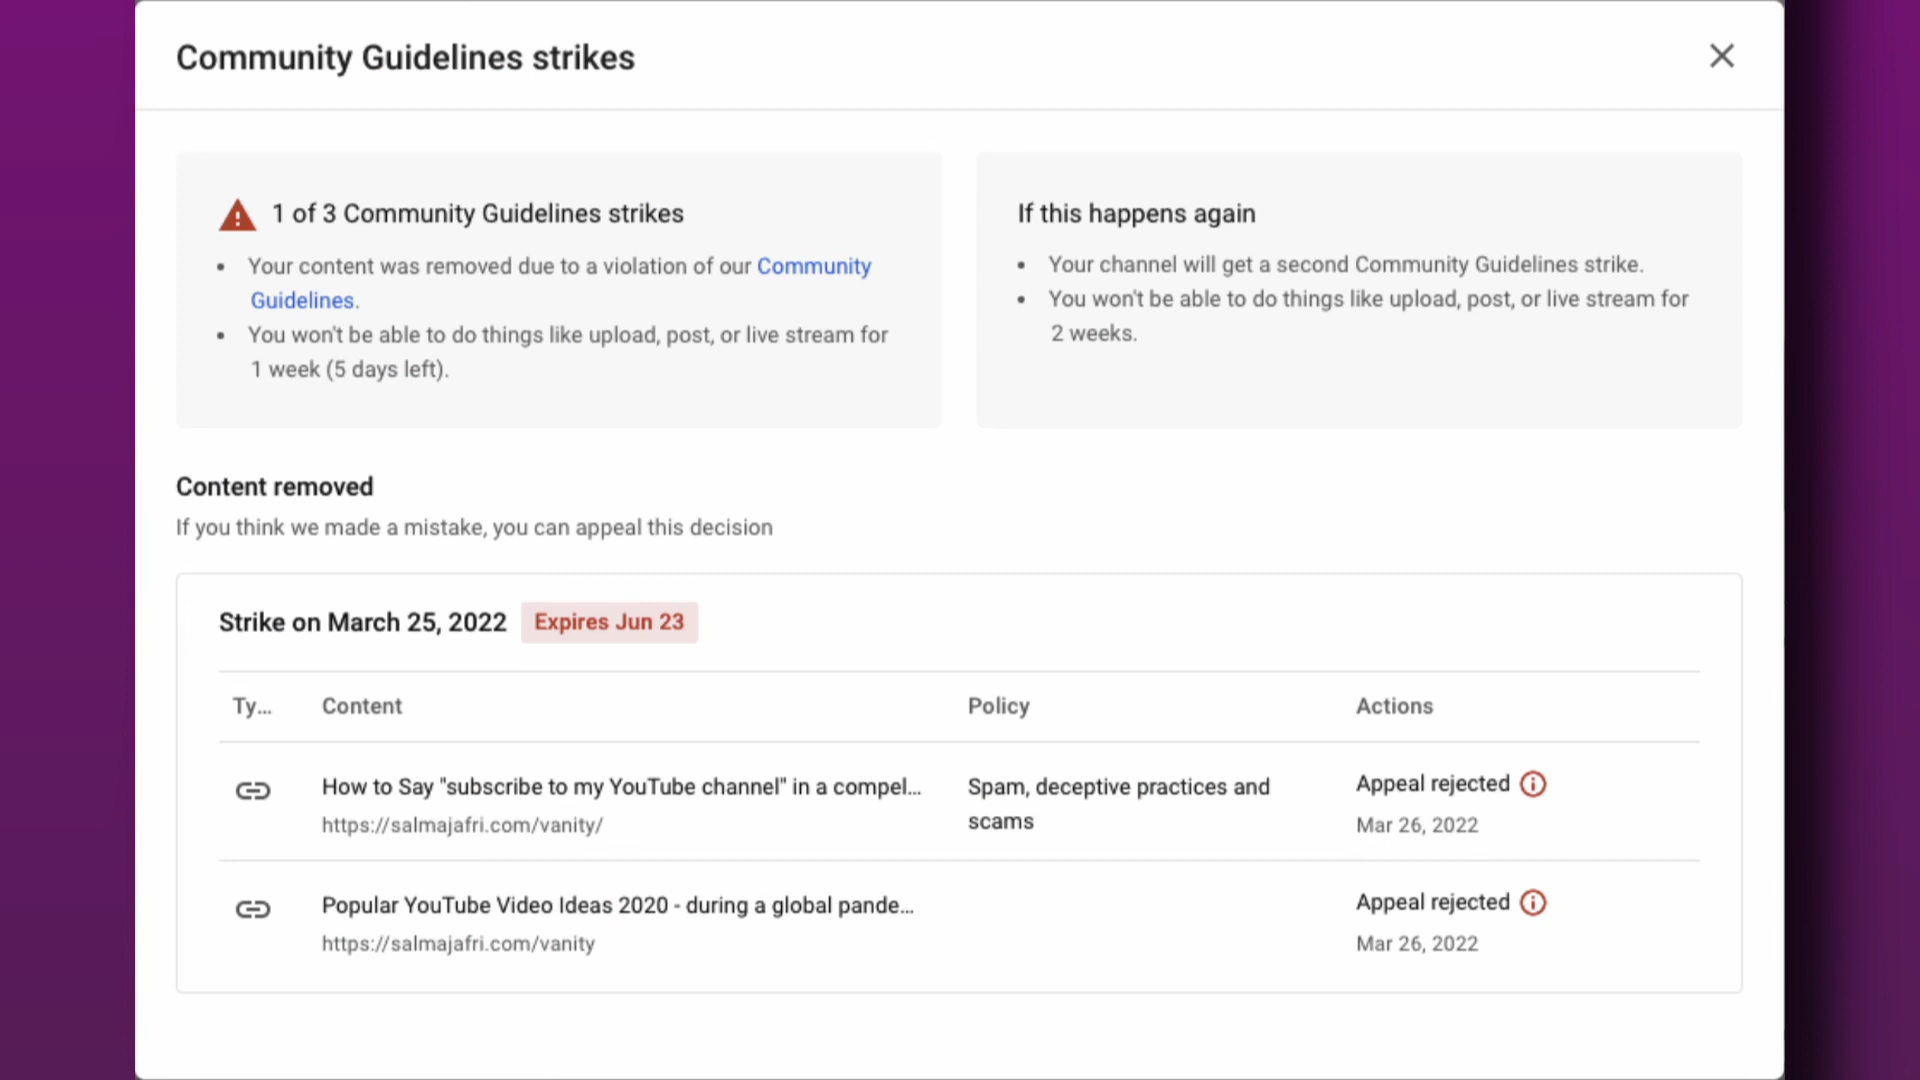 Community Guidelines strikes
1 of 3 Community Guidelines strikes
• Your content was removed due to a violation of our Community
Guidelines.
• You won't be able to do things like upload, post, or live stream for
1 week (5 days left).
If this happens again
• Your channel will get a second Community Guidelines strike.
• You won't be able to do things like upload, post, or live stream for
2 weeks.
Content removed
If you think we made a mistake, you can appeal this decision
Strike on March 25, 2022 Expires Jun 23
Ty... Content Policy Actions
How to Say "subscribe to my YouTube channel" in a compel... Spam, deceptive practices and Appeal rejected
https://salmajafri.com/vanity/ scams Mar 26, 2022
Popular YouTube Video Ideas 2020 - during a global pande... Appeal rejected
https://salmajafri.com/vanity Mar 26, 2022